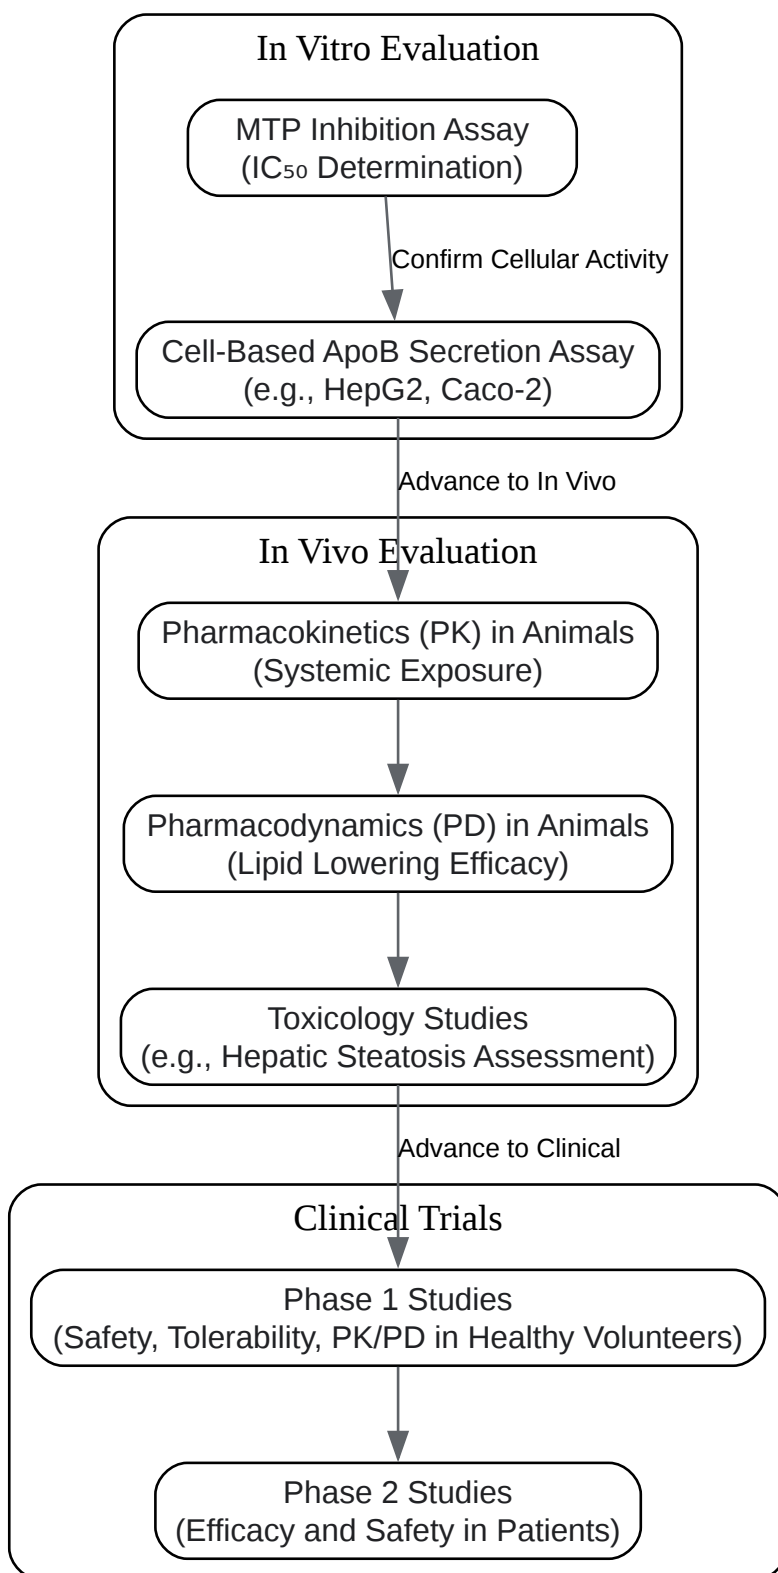 In Vitro Evaluation
MTP Inhibition Assay
(IC₅₀ Determination)
Confirm Cellular Activity
Cell-Based ApoB Secretion Assay
(e.g., HepG2, Caco-2)
Advance to In Vivo
In Vivo Evaluation
Pharmacokinetics (PK) in Animals
(Systemic Exposure)
Pharmacodynamics (PD) in Animals
(Lipid Lowering Efficacy)
Toxicology Studies
(e.g., Hepatic Steatosis Assessment)
Advance to Clinical
Clinical Trials
Phase 1 Studies
(Safety, Tolerability, PK/PD in Healthy Volunteers)
Phase 2 Studies
(Efficacy and Safety in Patients)